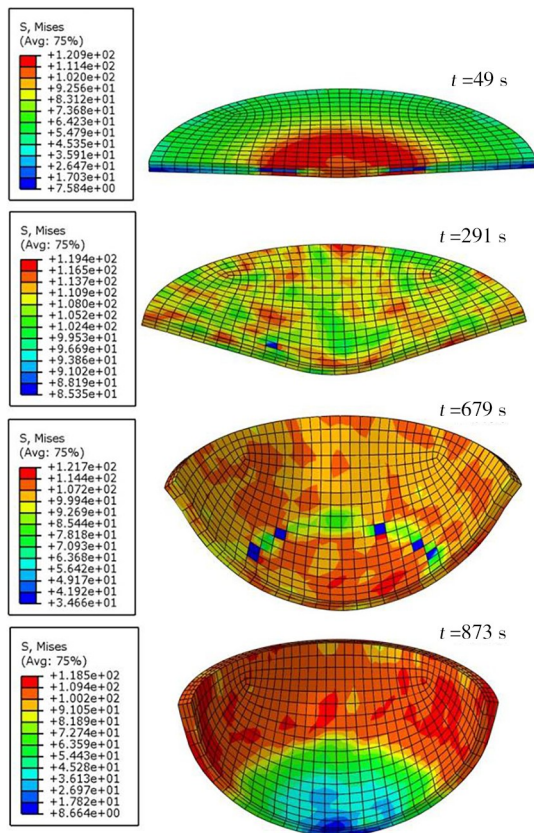 S, Mises
(Avg: 75%)
+1.209e+02
+1.114e+02
+1.020e+02
+9.256e+01
+8.312e+01
+7.368e+01
+6.423e+01
+5.479e+01
+4.535e+01
+3.591e+01
+2.647e+01
+1.703e+01
+7.584e+00
t=49 s
S, Mises
(Avg: 75%)
+1.194e+02
+1.165e+02
+1.137e+02
+1.109e+02
+1.080e+02
+1.052e+02
+1.024e+02
+9.953e+01
+9.669e+01
+9.386e+01
+9.102e+01
+8.819e+01
+8.535e+01
t=291 s
S, Mises
(Avg: 75%)
+1.217e+02
+1.144e+02
+1.072e+02
+9.994e+01
+9.269e+01
+8.544e+01
+7.818e+01
+7.093e+01
+6.368e+01
+5.642e+01
+4.917e+01
+4.192e+01
+3.466e+01
t=679 s
S, Mises
(Avg: 75%)
+1.185e+02
+1.094e+02
+1.002e+02
+9.105e+01
+8.189e+01
+7.274e+01
+6.359e+01
+5.443e+01
+4.528e+01
+3.613e+01
+2.697e+01
+1.782e+01
+8.664e+00
t=873 s